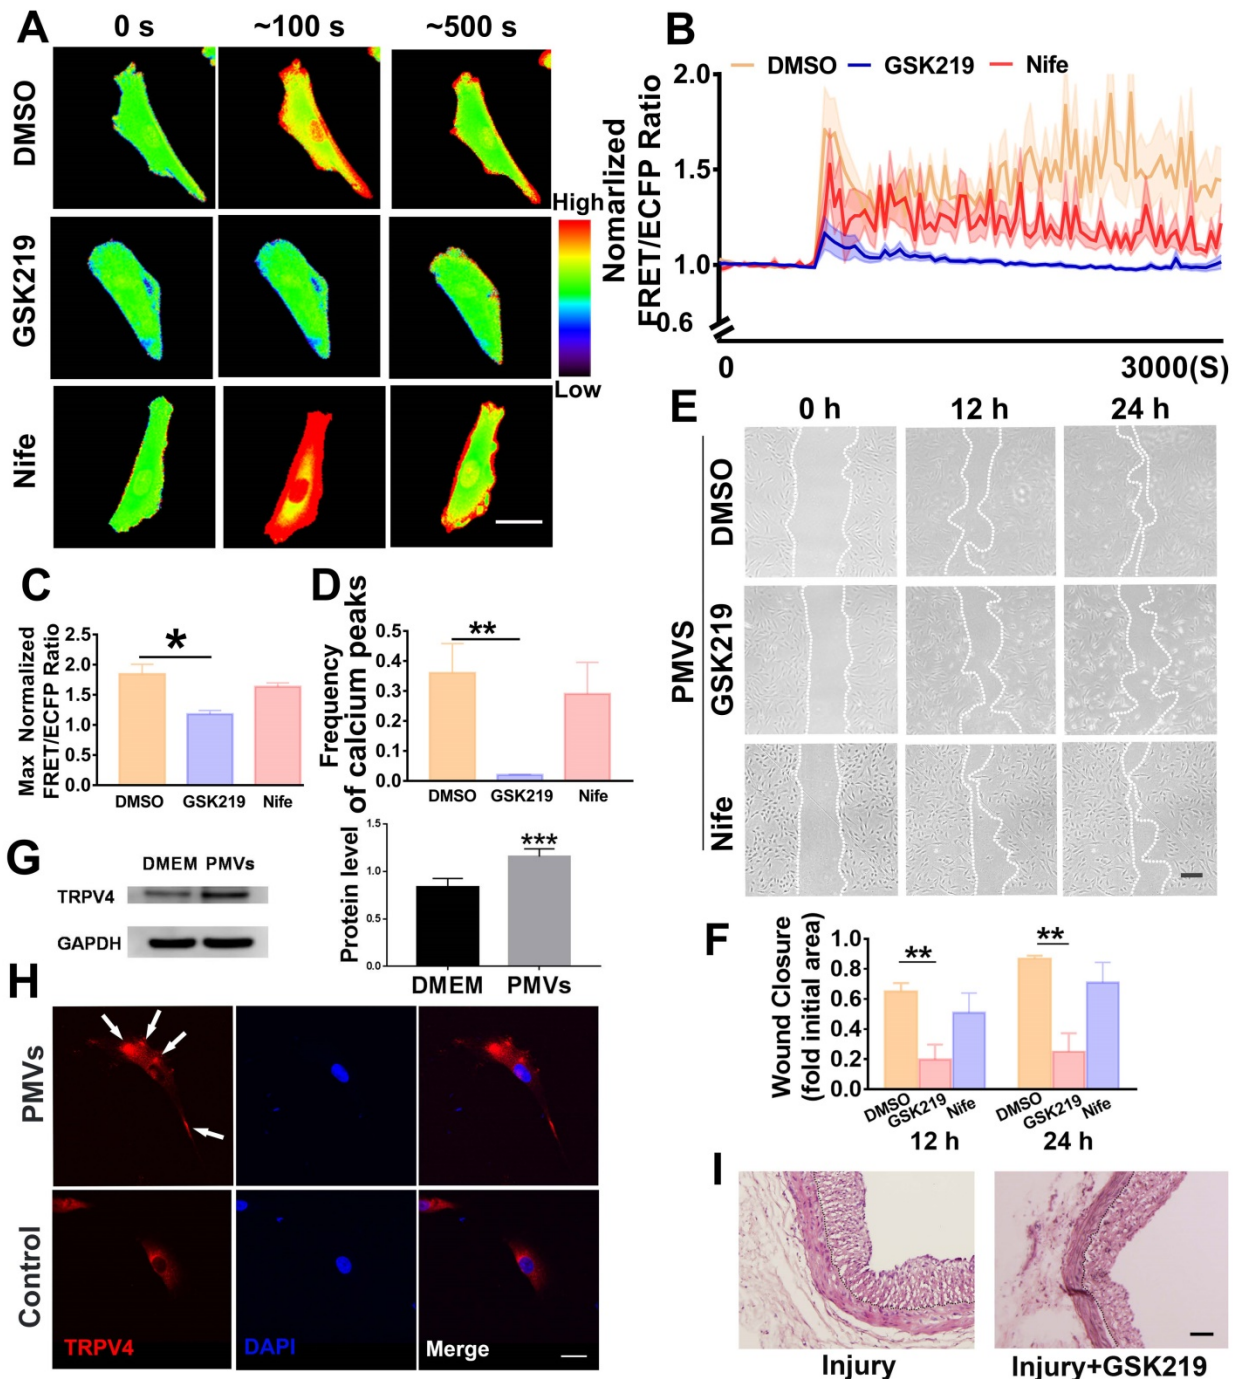 A
0 s
~100 s
~500 s
DMSO
GSK219
Nife
High
Low
B
DMSO
GSK219
Nife
Nomarlized
FRET/ECFP Ratio
2.0
1.5
1.0
0.6
0
3000(S)
C
Max Normalized
FRET/ECFP Ratio
2.5
2.0
1.5
1.0
0.5
0.0
*
DMSO
GSK219
Nife
D
Frequency
of calcium peaks
0.5
0.4
0.3
0.2
0.1
0.0
**
DMSO
GSK219
Nife
E
0 h
12 h
24 h
PMVS
DMSO
GSK219
Nife
F
Wound Closure
(fold initial area)
1.0
0.8
0.6
0.4
0.2
0.0
**
**
DMSO
GSK219
Nife
DMSO
GSK219
Nife
12 h
24 h
G
DMEM
PMVs
TRPV4
GAPDH
Protein level
1.5
1.0
0.5
0.0
***
DMEM
PMVs
H
PMVs
Control
TRPV4
DAPI
Merge
I
Injury
Injury+GSK219